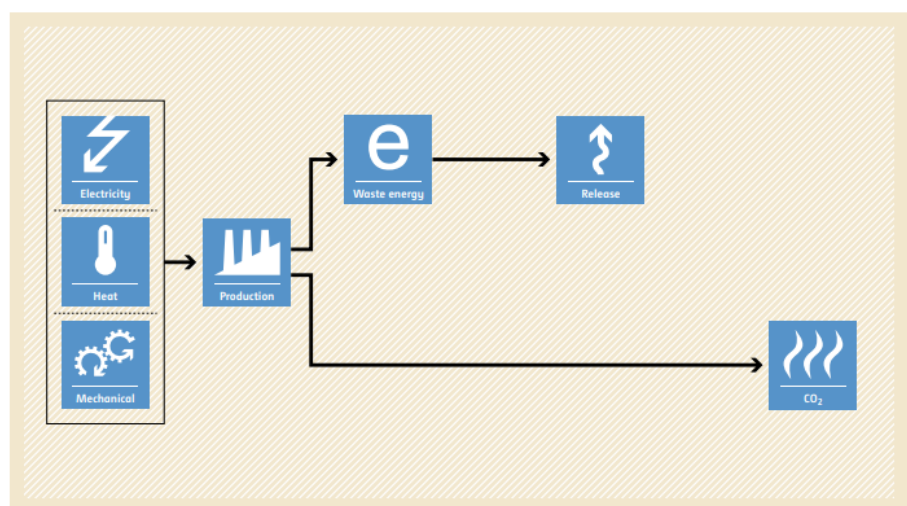 Electricity
Heat
Mechanical
Production
e
Waste energy
Release
CO₂